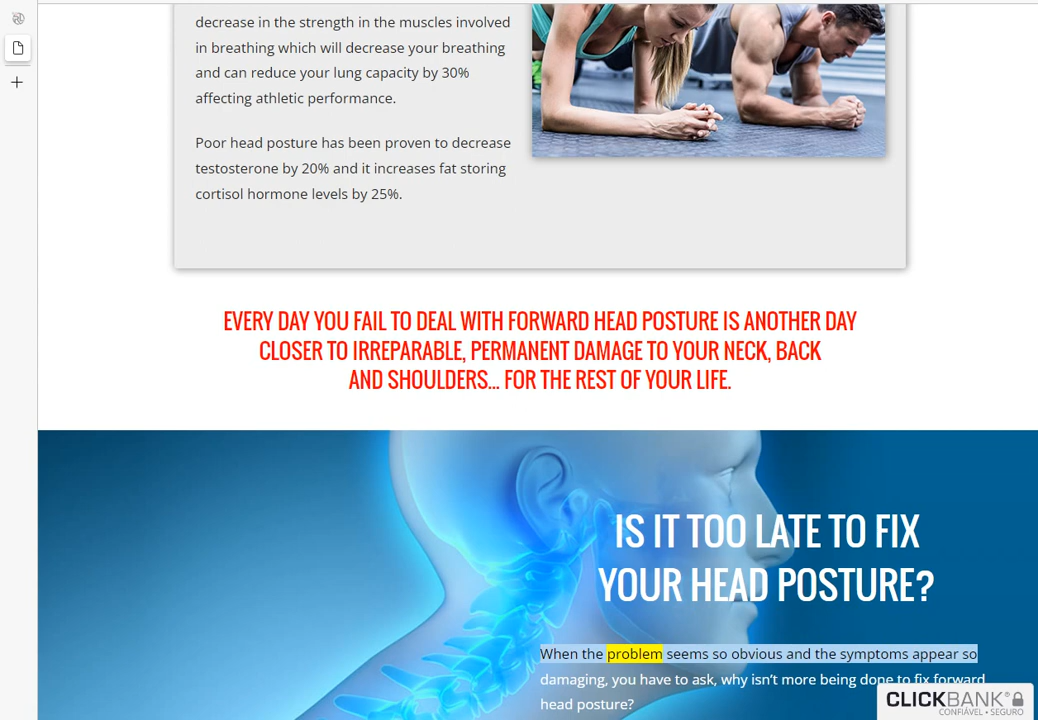 decrease in the strength in the muscles involved
in breathing which will decrease your breathing
and can reduce your lung capacity by 30%
affecting athletic performance.
Poor head posture has been proven to decrease
testosterone by 20% and it increases fat storing
cortisol hormone levels by 25%.
EVERY DAY YOU FAIL TO DEAL WITH FORWARD HEAD POSTURE IS ANOTHER DAY
CLOSER TO IRREPARABLE, PERMANENT DAMAGE TO YOUR NECK, BACK
AND SHOULDERS... FOR THE REST OF YOUR LIFE.
IS IT TOO LATE TO FIX
YOUR HEAD POSTURE?
When the problem seems so obvious and the symptoms appear so
damaging, you have to ask, why isn't more being done to fix forward
head posture?
CLICKBANK®
CONFIÁVEL • SEGURO